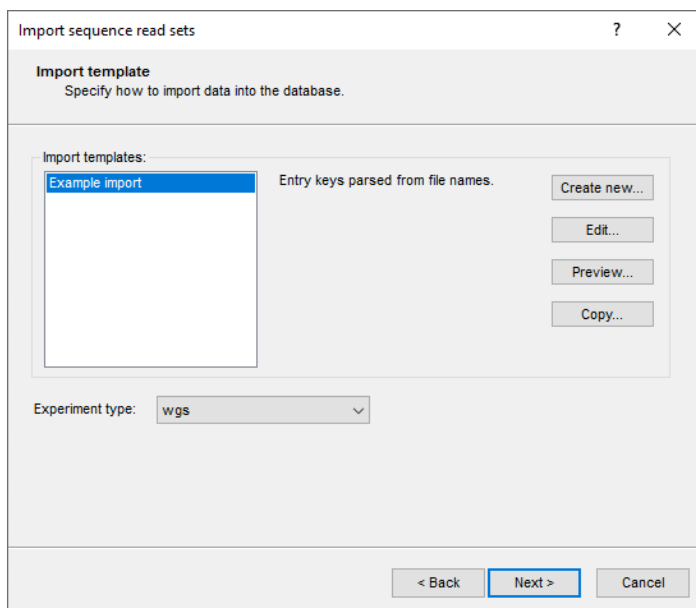 Import sequence read sets
?
Import template
Specify how to import data into the database.
Import templates:
Example import
Entry keys parsed from file names.
Create new...
Edit...
Preview...
Copy...
Experiment type:
wgs
< Back
Next >
Cancel